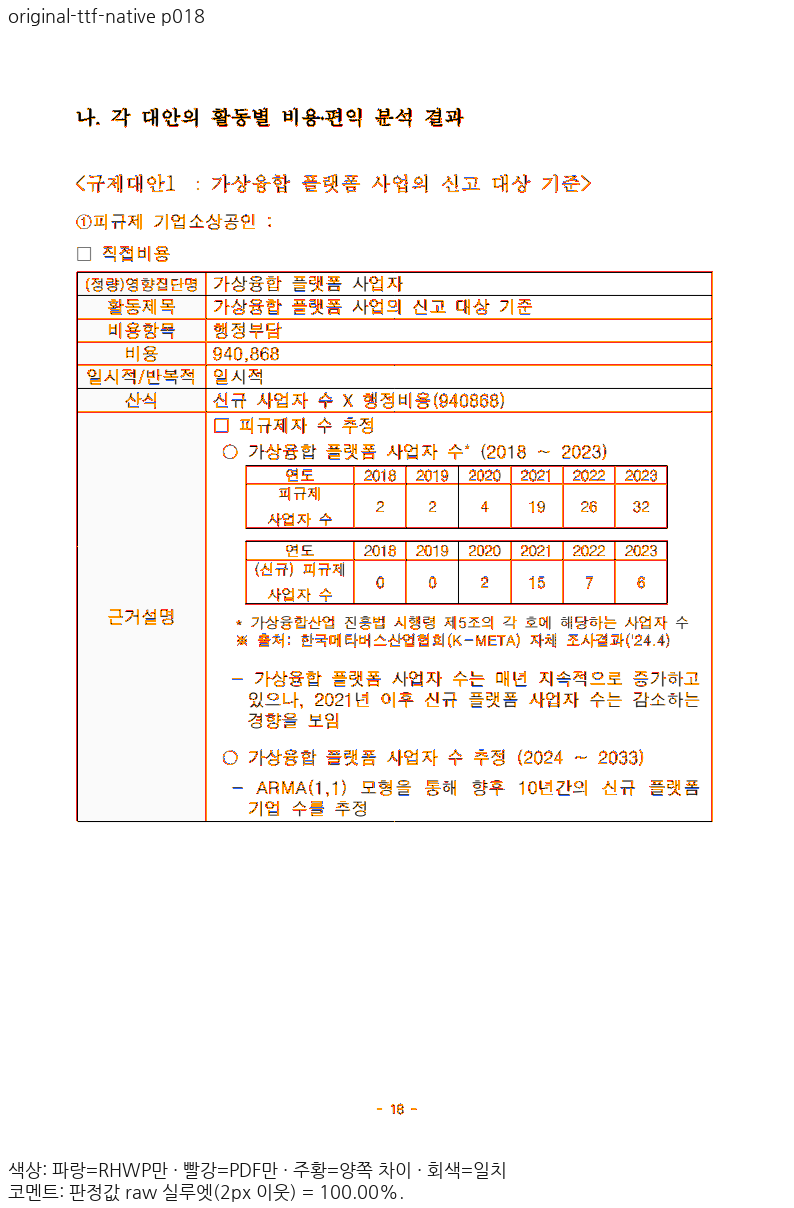 original-ttf-native p018
나. 각 대안의 활동별 비용·편익 분석 결과
<규제대안1 : 가상융합 플랫폼 사업의 신고 대상 기준>
①피규제 기업소상공인 :
□ 직접비용
(정량)영향집단명 가상융합 플랫폼 사업자
활동제목 가상융합 플랫폼 사업의 신고 대상 기준
비용항목 행정부담
비용 940,868
일시적/반복적 일시적
산식 신규 사업자 수 X 행정비용(940868)
근거설명
□ 피규제자 수 추정
○ 가상융합 플랫폼 사업자 수* (2018 ~ 2023)
연도 2018 2019 2020 2021 2022 2023
피규제
사업자 수 2 2 4 19 26 32
연도 2018 2019 2020 2021 2022 2023
(신규) 피규제
사업자 수 0 0 2 15 7 6
* 가상융합산업 진흥법 시행령 제5조의 각 호에 해당하는 사업자 수
※ 출처: 한국메타버스산업협회(K-META) 자체 조사결과('24.4)
- 가상융합 플랫폼 사업자 수는 매년 지속적으로 증가하고
있으나, 2021년 이후 신규 플랫폼 사업자 수는 감소하는
경향을 보임
○ 가상융합 플랫폼 사업자 수 추정 (2024 ~ 2033)
- ARMA(1,1) 모형을 통해 향후 10년간의 신규 플랫폼
기업 수를 추정
- 18 -
색상: 파랑=RHWP만 · 빨강=PDF만 · 주황=양쪽 차이 · 회색=일치
코멘트: 판정값 raw 실루엣(2px 이웃) = 100.00%.